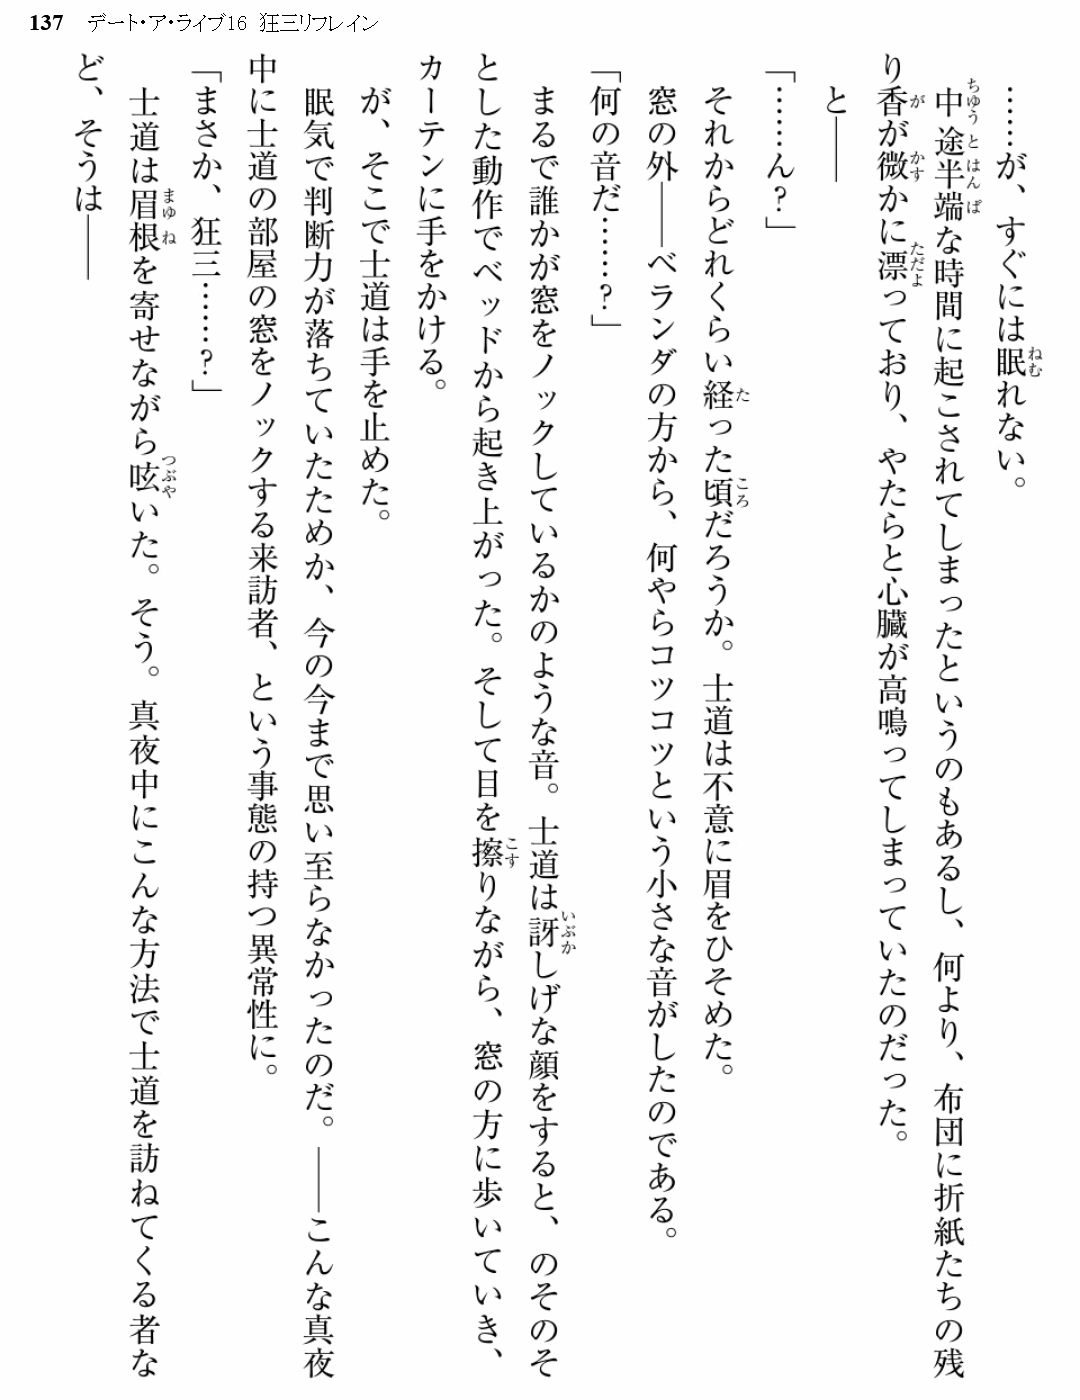 137 デート・ア・ライブ16 狂三リフレイン
……が、すぐには眠れない。
中途半端な時間に起こされてしまったというのもあるし、何より、布団に折紙たちの残
り香が微かに漂っており、やたらと心臓が高鳴ってしまっていたのだった。
と――
「……ん？」
それからどれくらい経った頃だろうか。士道は不意に眉をひそめた。
窓の外――ベランダの方から、何やらコツコツという小さな音がしたのである。
「何の音だ……？」
まるで誰かが窓をノックしているかのような音。士道は訝しげな顔をすると、のそのそ
とした動作でベッドから起き上がった。そして目を擦りながら、窓の方に歩いていき、
カーテンに手をかける。
が、そこで士道は手を止めた。
眠気で判断力が落ちていたためか、今の今まで思い至らなかったのだ。――こんな真夜
中に士道の部屋の窓をノックする来訪者、という事態の持つ異常性に。
「まさか、狂三……？」
士道は眉根を寄せながら呟いた。そう。真夜中にこんな方法で士道を訪ねてくる者な
ど、そうは――